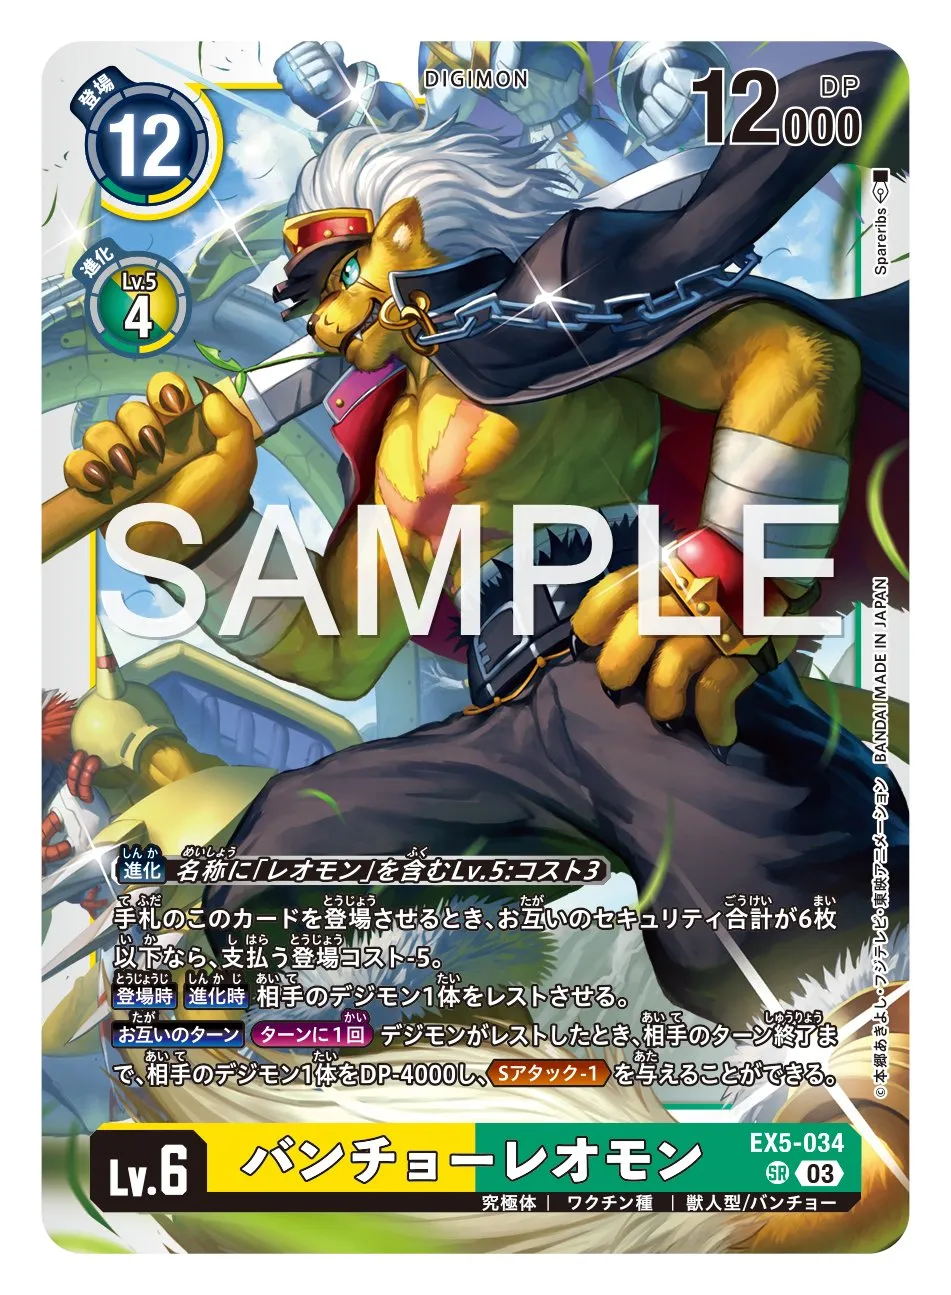 DIGIMON
登場
12
DP
12000
進化
Lv.5
4
Spareribs
SAMPLE
BANDAI MADE IN JAPAN
©本郷あきよし・フジテレビ・東映アニメーション
進化 名称に「レオモン」を含むLv.5:コスト3
手札のこのカードを登場させるとき、お互いのセキュリティ合計が6枚
以下なら、支払う登場コスト-5。
登場時 進化時 相手のデジモン1体をレストさせる。
お互いのターン ターンに1回 デジモンがレストしたとき、相手のターン終了ま
で、相手のデジモン1体をDP-4000し、Sアタック-1を与えることができる。
Lv.6
バンチョーレオモン
EX5-034
SR 03
究極体 | ワクチン種 | 獣人型/バンチョー